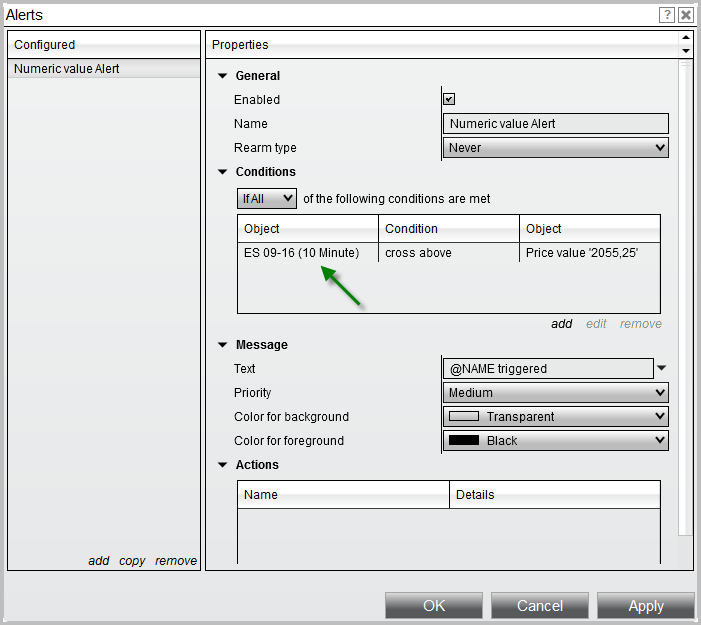 Alerts ?
Configured
Numeric value Alert
add copy remove
Properties
General
Enabled
Name Numeric value Alert
Rearm type Never
Conditions
If All of the following conditions are met
Object Condition Object
ES 09-16 (10 Minute) cross above Price value '2055,25'
add edit remove
Message
Text @NAME triggered
Priority Medium
Color for background Transparent
Color for foreground Black
Actions
Name Details
OK Cancel Apply